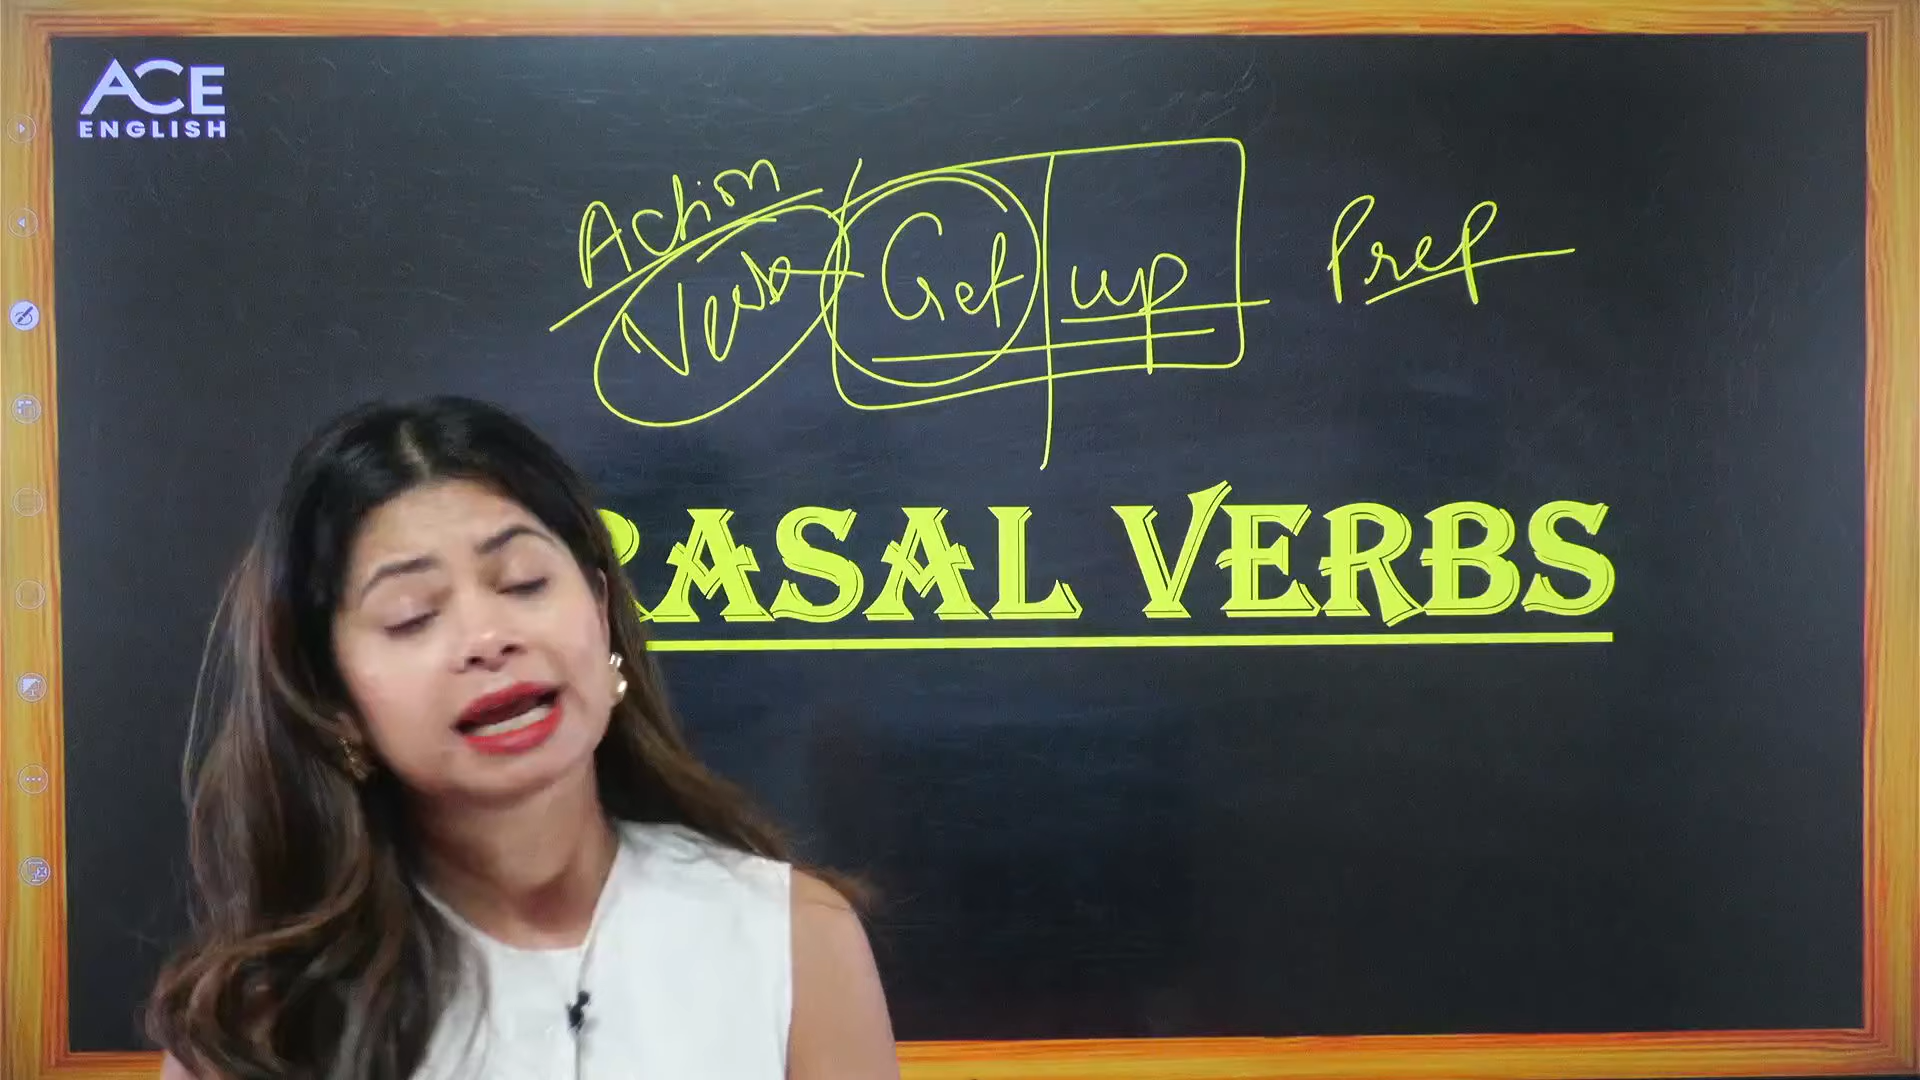 ACE
ENGLISH
Action
Verb Get up Prep
RASAL VERBS